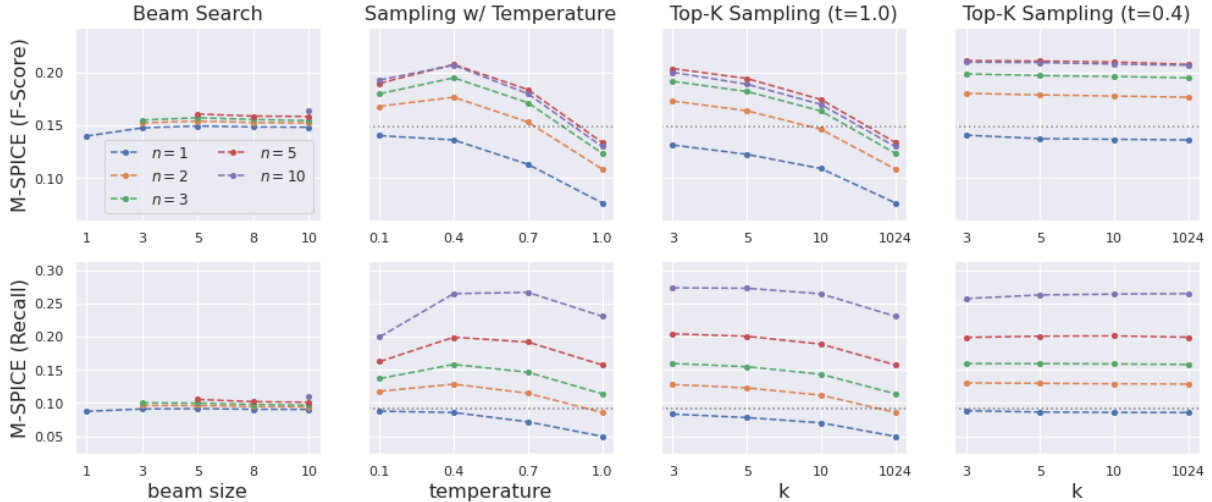 Beam Search
Sampling w/ Temperature
Top-K Sampling (t=1.0)
Top-K Sampling (t=0.4)
M-SPICE (F-Score)
0.20
0.15
0.10
n = 1
n = 2
n = 3
n = 5
n = 10
1 3 5 8 10
0.1 0.4 0.7 1.0
3 5 10 1024
3 5 10 1024
M-SPICE (Recall)
0.30
0.25
0.20
0.15
0.10
0.05
1 3 5 8 10
0.1 0.4 0.7 1.0
3 5 10 1024
3 5 10 1024
beam size
temperature
k
k